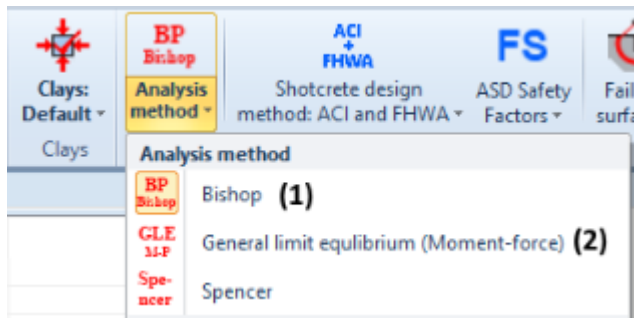 BP
Bishop
ACI
+
FHWA
FS
Clays:
Default
Analysis
method
Shotcrete design
method: ACI and FHWA
ASD Safety
Factors
Fail
surfa
Clays
Analysis method
BP
Bishop
Bishop (1)
GLE
M-P
General limit equlibrium (Moment-force) (2)
Spe-
ncer
Spencer